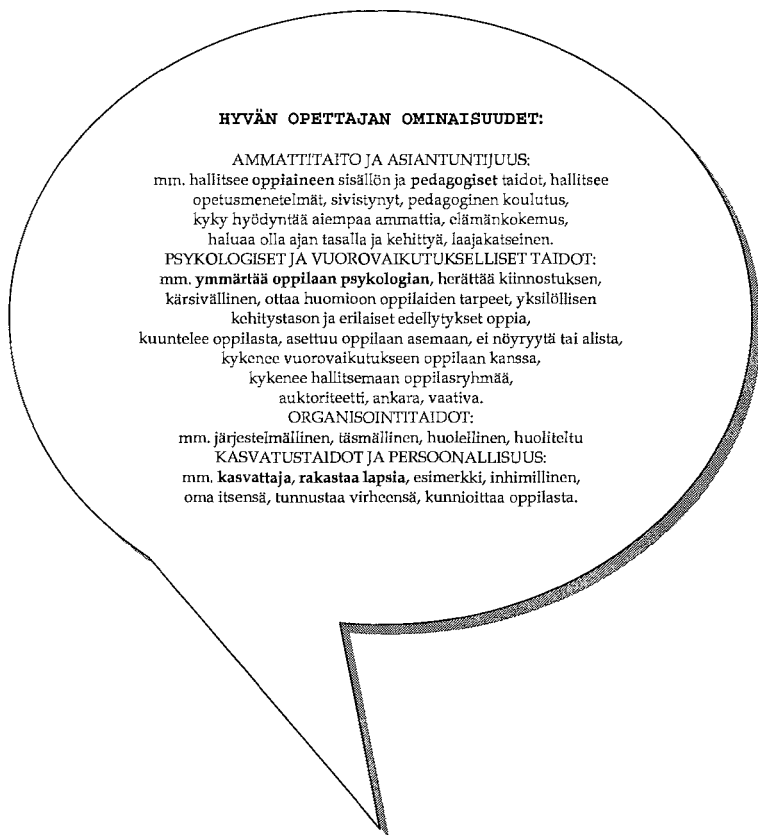 HYVÄN OPETTAJAN OMINAISUUDET:
AMMATTITAITO JA ASIANTUNTIJUUS:
mm. hallitsee oppiaineen sisällön ja pedagogiset taidot, hallitsee
opetusmenetelmät, sivistynyt, pedagoginen koulutus,
kyky hyödyntää aiempaa ammattia, elämänkokemus,
haluaa olla ajan tasalla ja kehittyä, laajakatseinen.
PSYKOLOGISET JA VUOROVAIKUTUKSELLISET TAIDOT:
mm. ymmärtää oppilaan psykologian, herättää kiinnostuksen,
kärsivällinen, ottaa huomioon oppilaiden tarpeet, yksilöllisen
kehitystason ja erilaiset edellytykset oppia,
kuuntelee oppilasta, asettuu oppilaan asemaan, ei nöyryytä tai alista,
kykenee vuorovaikutukseen oppilaan kanssa,
kykenee hallitsemaan oppilasryhmää,
auktoriteetti, ankara, vaativa.
ORGANISOINTITAIDOT:
mm. järjestelmällinen, täsmällinen, huolellinen, huoliteltu
KASVATUSTAIDOT JA PERSOONALLISUUS:
mm. kasvattaja, rakastaa lapsia, esimerkki, inhimillinen,
oma itsensä, tunnustaa virheensä, kunnioittaa oppilasta.